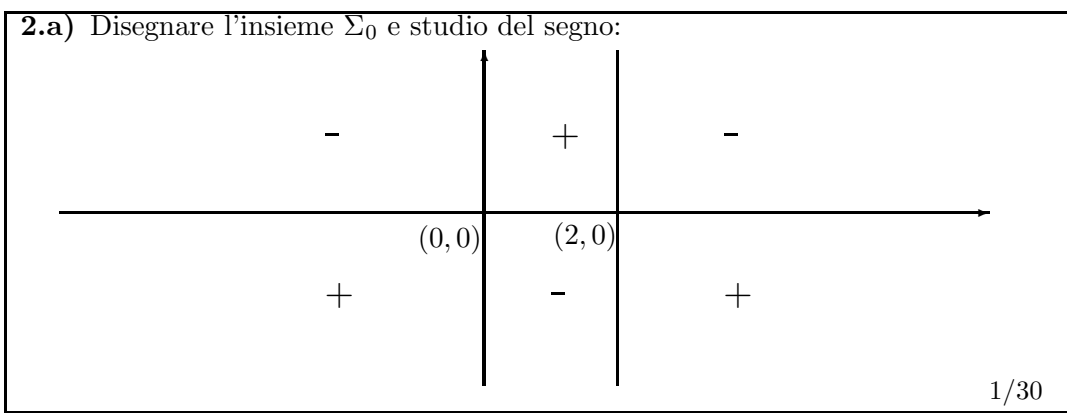 2.a) Disegnare l'insieme Σ₀ e studio del segno:
- + -
(0, 0) (2, 0)
+ - +
1/30